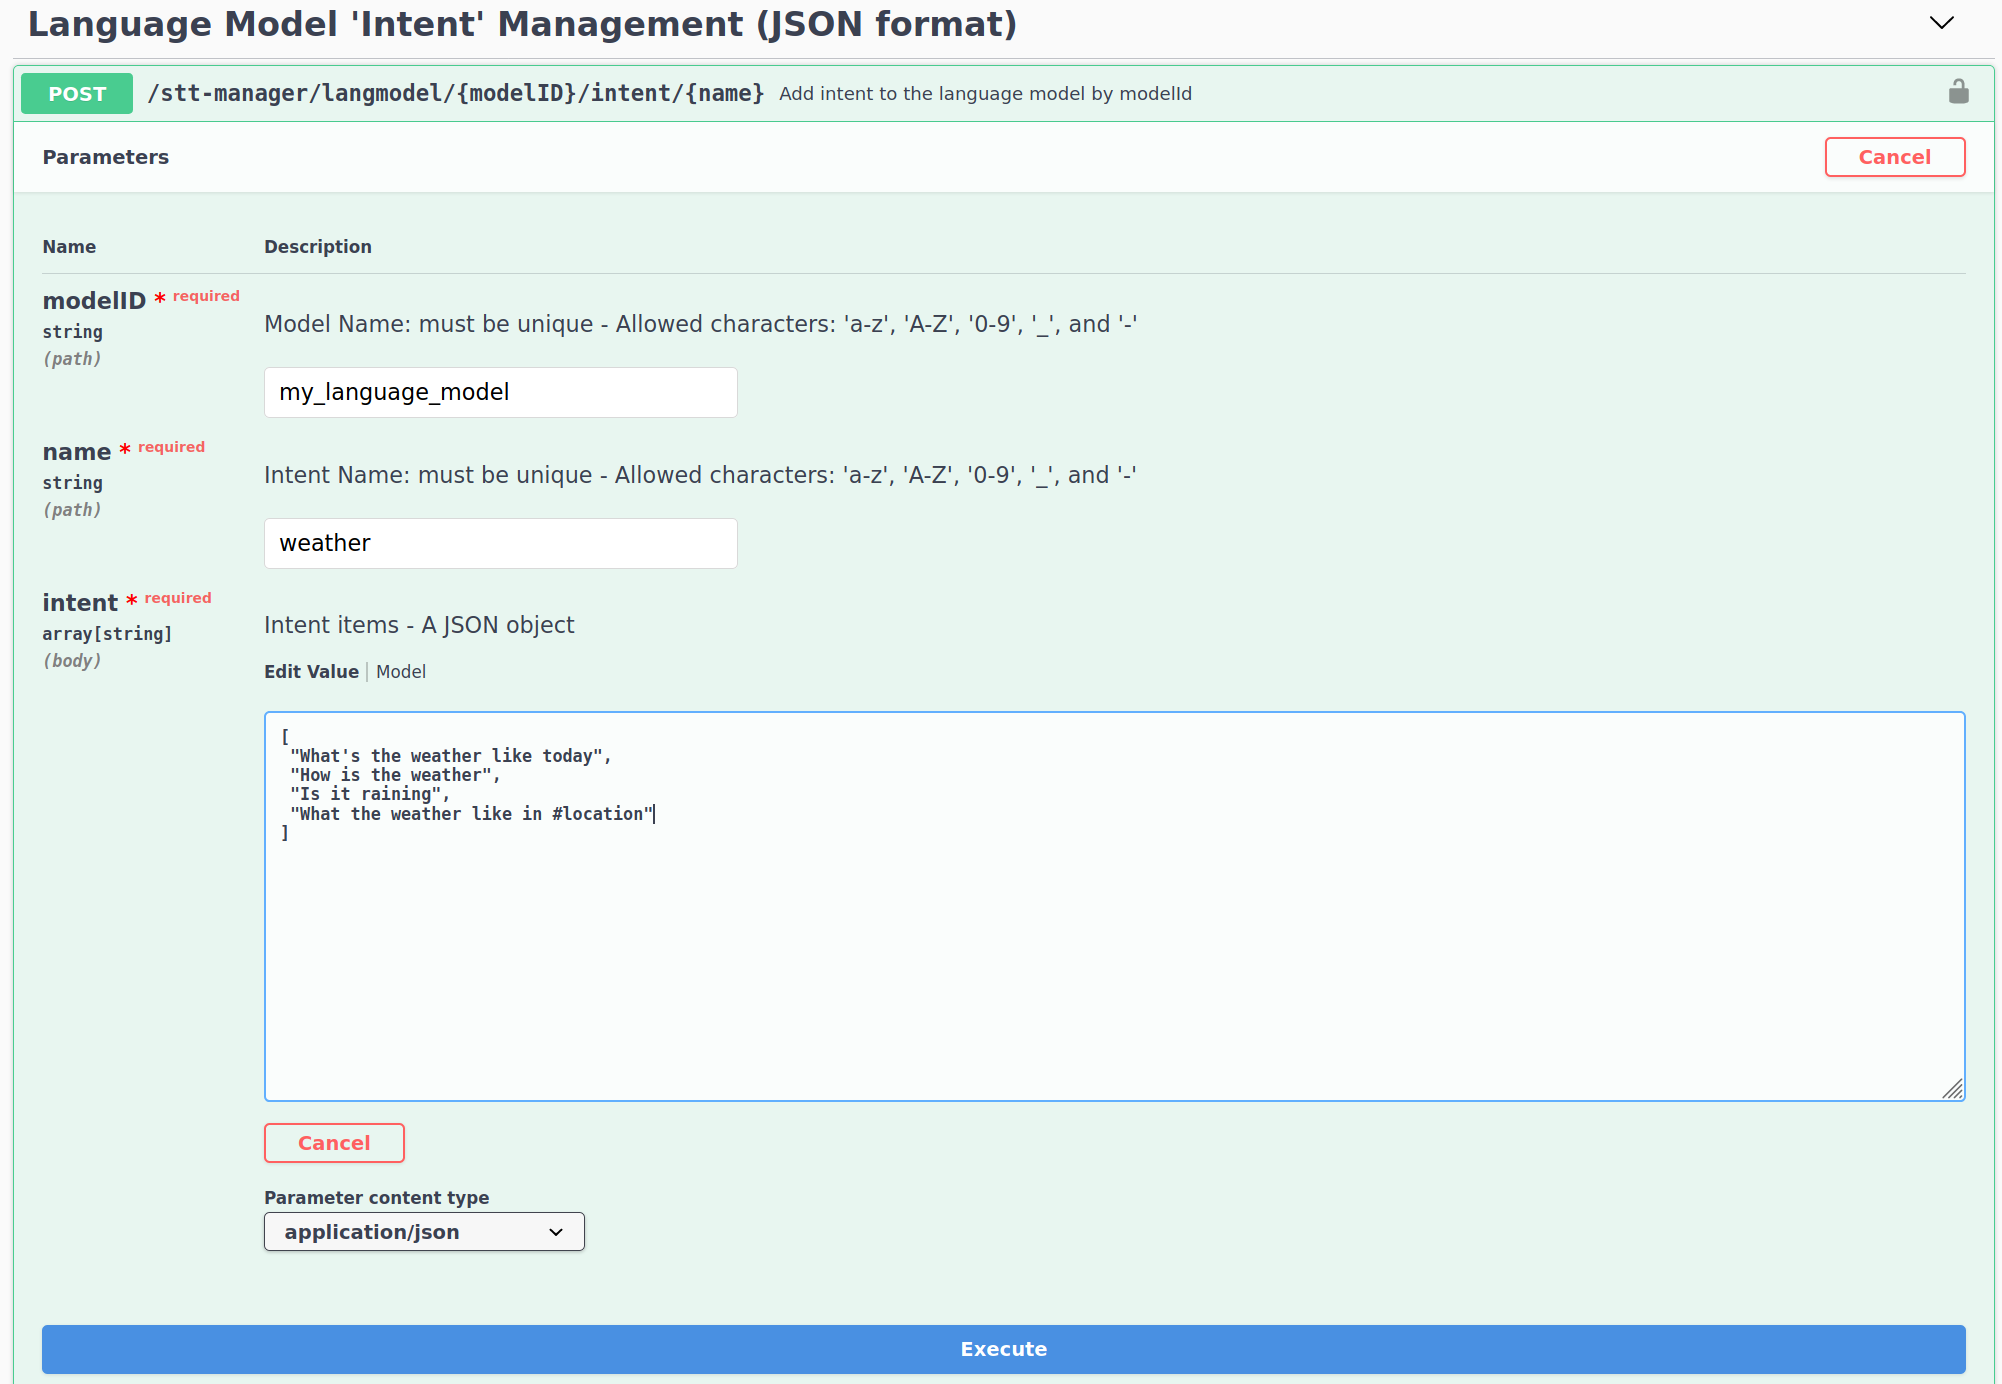 Language Model 'Intent' Management (JSON format)
POST /stt-manager/langmodel/{modelID}/intent/{name} Add intent to the language model by modelId
Parameters Cancel
Name Description
modelID * required
string
(path)
Model Name: must be unique - Allowed characters: 'a-z', 'A-Z', '0-9', '_', and '-'
my_language_model
name * required
string
(path)
Intent Name: must be unique - Allowed characters: 'a-z', 'A-Z', '0-9', '_', and '-'
weather
intent * required
array[string]
(body)
Intent items - A JSON object
Edit Value | Model
[
"What's the weather like today",
"How is the weather",
"Is it raining",
"What the weather like in #location"
]
Cancel
Parameter content type
application/json
Execute